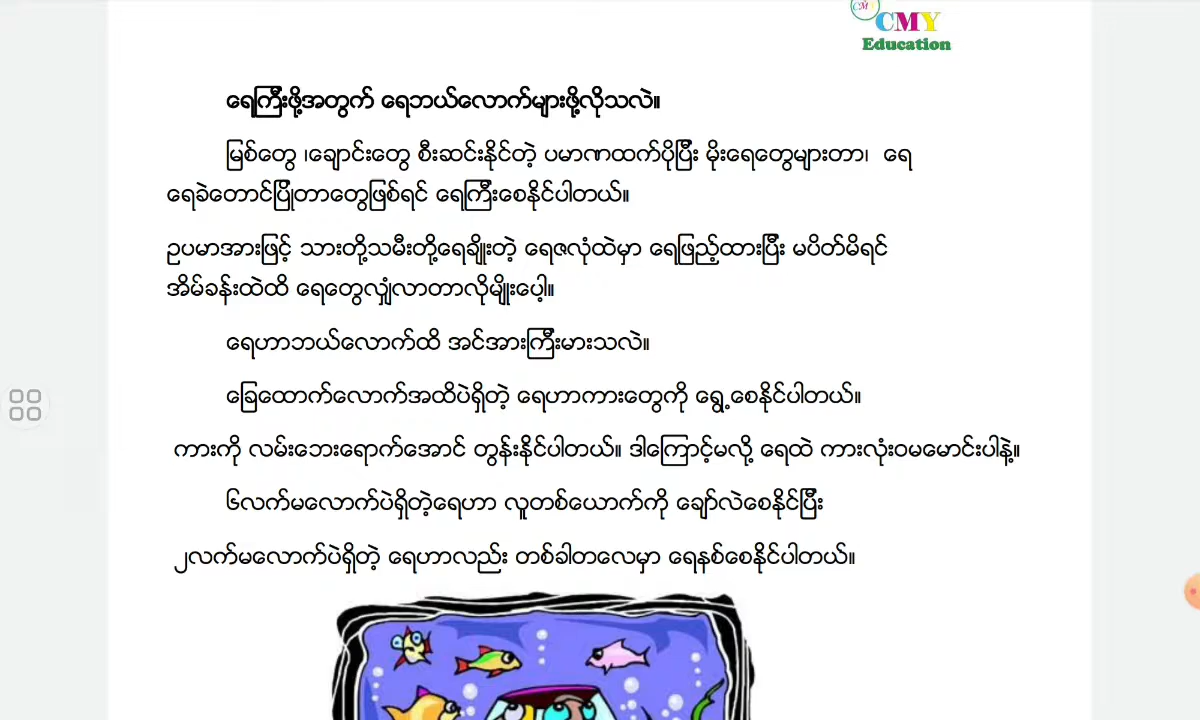 CMY
CMY
Education
ရေကြီးဖို့အတွက် ရေဘယ်လောက်များဖို့လိုသလဲ။
မြစ်တွေ ၊ချောင်းတွေ စီးဆင်းနိုင်တဲ့ ပမာဏထက်ပိုပြီး မိုးရေတွေများတာ၊ ရေ
ရေခဲတောင်ပြိုတာတွေဖြစ်ရင် ရေကြီးစေနိုင်ပါတယ်။
ဥပမာအားဖြင့် သားတို့သမီးတို့ရေချိုးတဲ့ ရေဇလုံထဲမှာ ရေဖြည့်ထားပြီး မပိတ်မိရင်
အိမ်ခန်းထဲထိ ရေတွေလျှံလာတာလိုမျိုးပေါ့။
ရေဟာဘယ်လောက်ထိ အင်အားကြီးမားသလဲ။
ခြေထောက်လောက်အထိပဲရှိတဲ့ ရေဟာကားတွေကို ရွေ့စေနိုင်ပါတယ်။
ကားကို လမ်းဘေးရောက်အောင် တွန်းနိုင်ပါတယ်။ ဒါကြောင့်မလို့ ရေထဲ ကားလုံးဝမမောင်းပါနဲ့။
၆လက်မလောက်ပဲရှိတဲ့ရေဟာ လူတစ်ယောက်ကို ချော်လဲစေနိုင်ပြီး
၂လက်မလောက်ပဲရှိတဲ့ ရေဟာလည်း တစ်ခါတလေမှာ ရေနစ်စေနိုင်ပါတယ်။